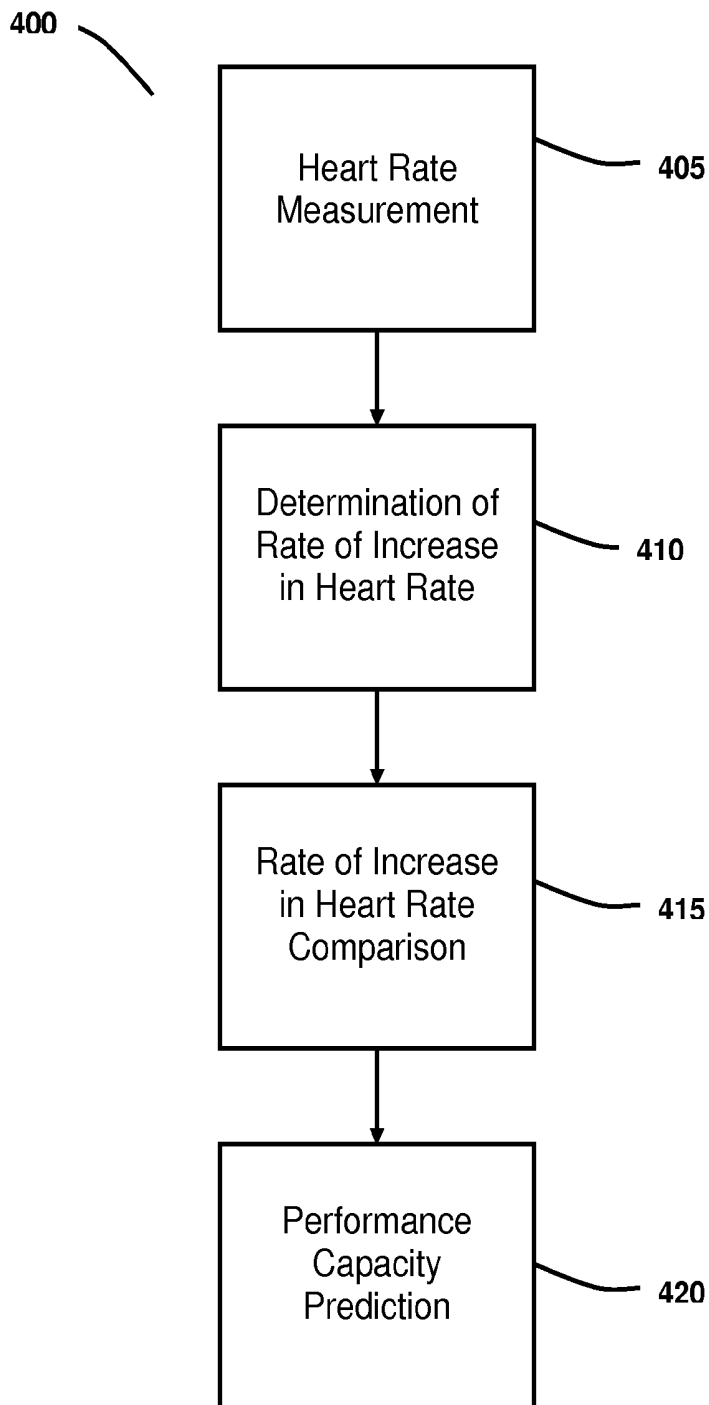 400
Heart Rate
Measurement
405
Determination of
Rate of Increase
in Heart Rate
410
Rate of Increase
in Heart Rate
Comparison
415
Performance
Capacity
Prediction
420